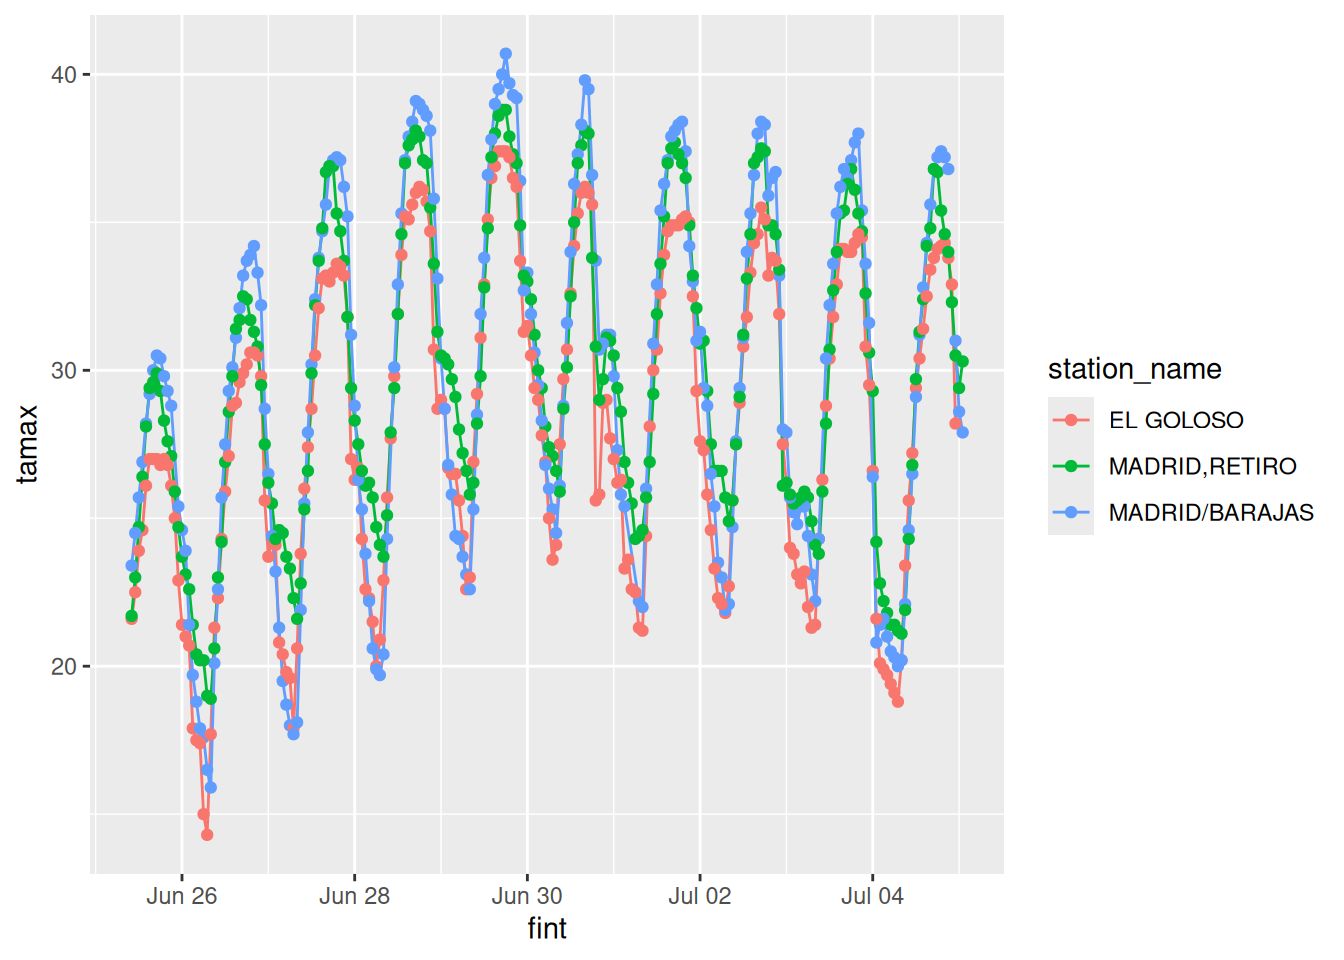 40
30
20
tamax
Jun 26
Jun 28
Jun 30
Jul 02
Jul 04
fint
station_name
EL GOLOSO
MADRID,RETIRO
MADRID/BARAJAS